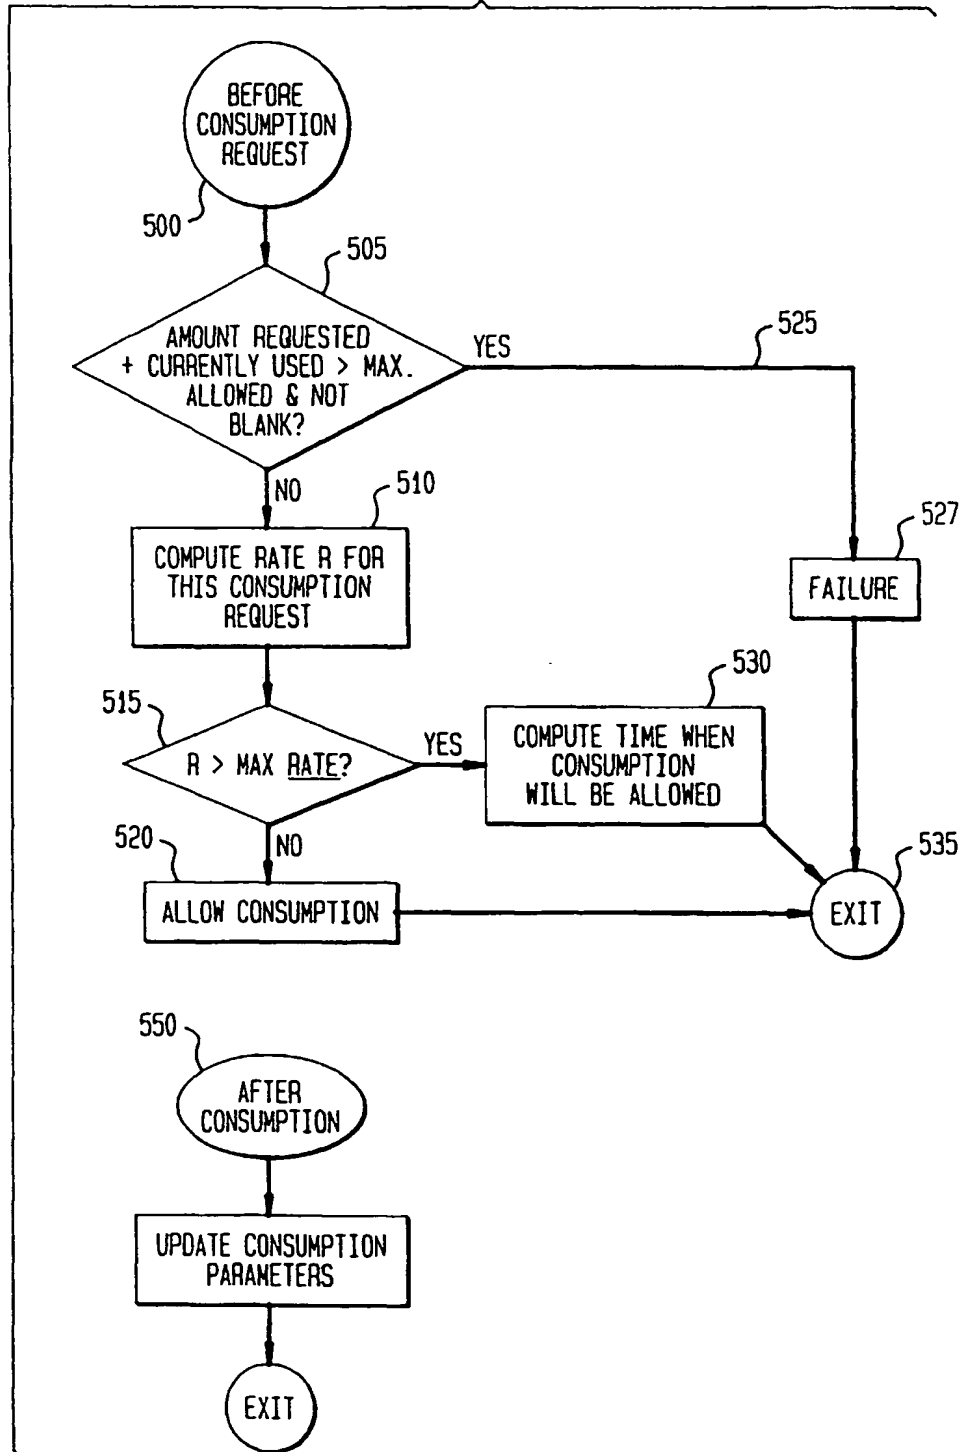 BEFORE
CONSUMPTION
REQUEST
500
505
AMOUNT REQUESTED
+ CURRENTLY USED > MAX.
ALLOWED & NOT
BLANK?
YES
525
NO
510
COMPUTE RATE R FOR
THIS CONSUMPTION
REQUEST
527
FAILURE
515
R > MAX RATE?
YES
530
COMPUTE TIME WHEN
CONSUMPTION
WILL BE ALLOWED
NO
520
ALLOW CONSUMPTION
535
EXIT
550
AFTER
CONSUMPTION
UPDATE CONSUMPTION
PARAMETERS
EXIT